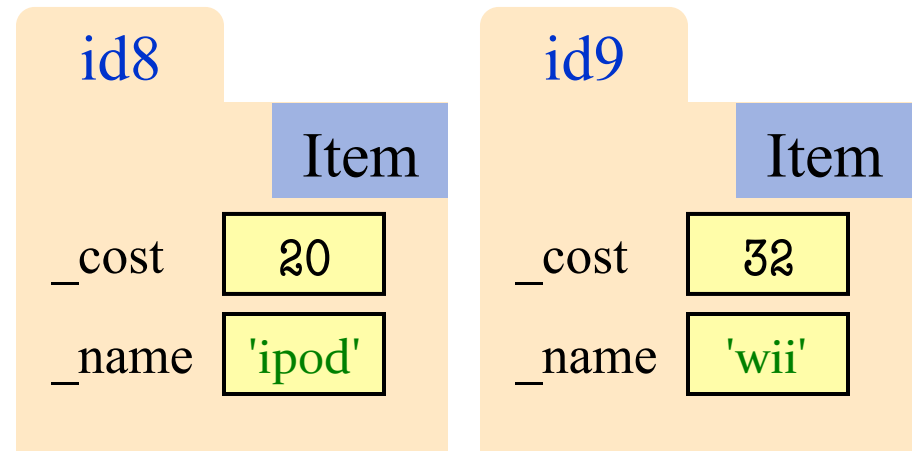 id8
Item
_cost 20
_name 'ipod'
id9
Item
_cost 32
_name 'wii'